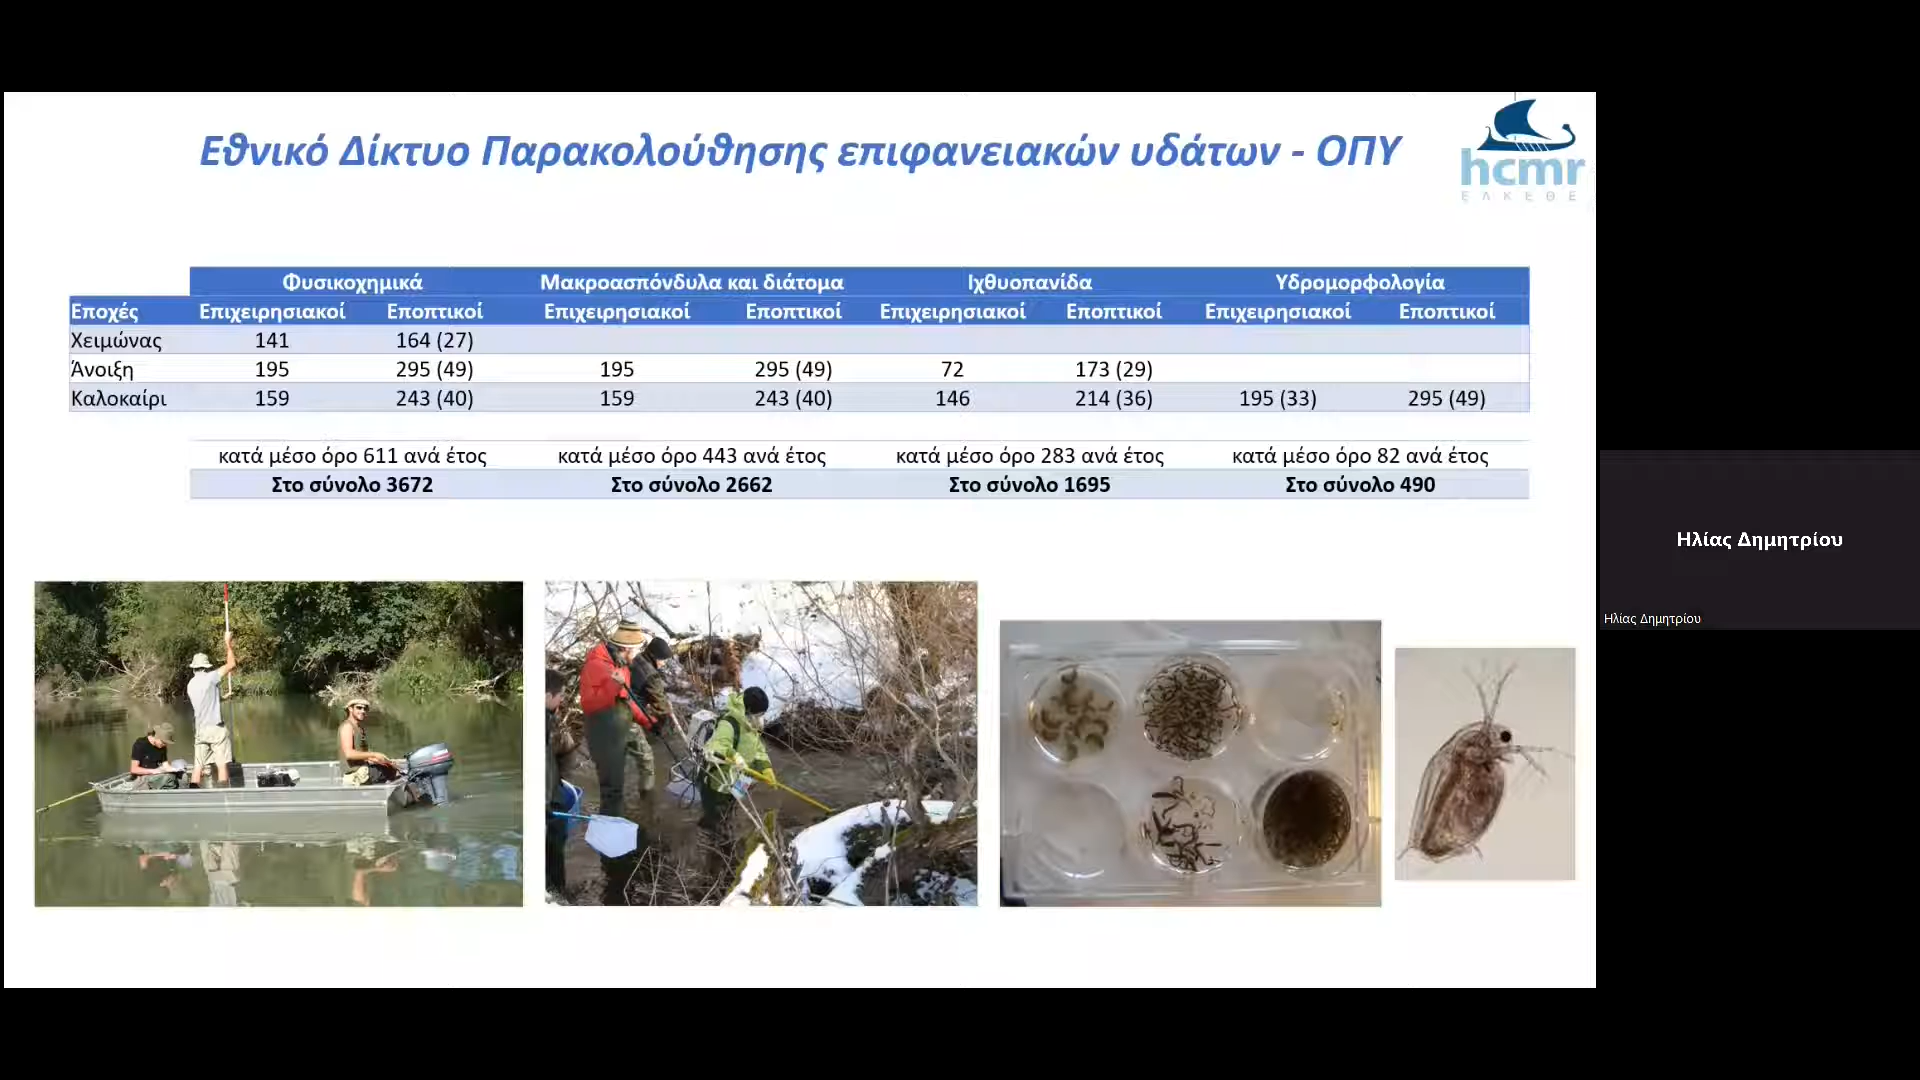 Εθνικό Δίκτυο Παρακολούθησης επιφανειακών υδάτων - ΟΠΥ
hcmr
ΕΛΚΕΘΕ
Φυσικοχημικά Μακροασπόνδυλα και διάτομα Ιχθυοπανίδα Υδρομορφολογία
Εποχές Επιχειρησιακοί Εποπτικοί Επιχειρησιακοί Εποπτικοί Επιχειρησιακοί Εποπτικοί Επιχειρησιακοί Εποπτικοί
Χειμώνας 141 164 (27)
Άνοιξη 195 295 (49) 195 295 (49) 72 173 (29)
Καλοκαίρι 159 243 (40) 159 243 (40) 146 214 (36) 195 (33) 295 (49)
κατά μέσο όρο 611 ανά έτος κατά μέσο όρο 443 ανά έτος κατά μέσο όρο 283 ανά έτος κατά μέσο όρο 82 ανά έτος
Στο σύνολο 3672 Στο σύνολο 2662 Στο σύνολο 1695 Στο σύνολο 490
Ηλίας Δημητρίου
Ηλίας Δημητρίου